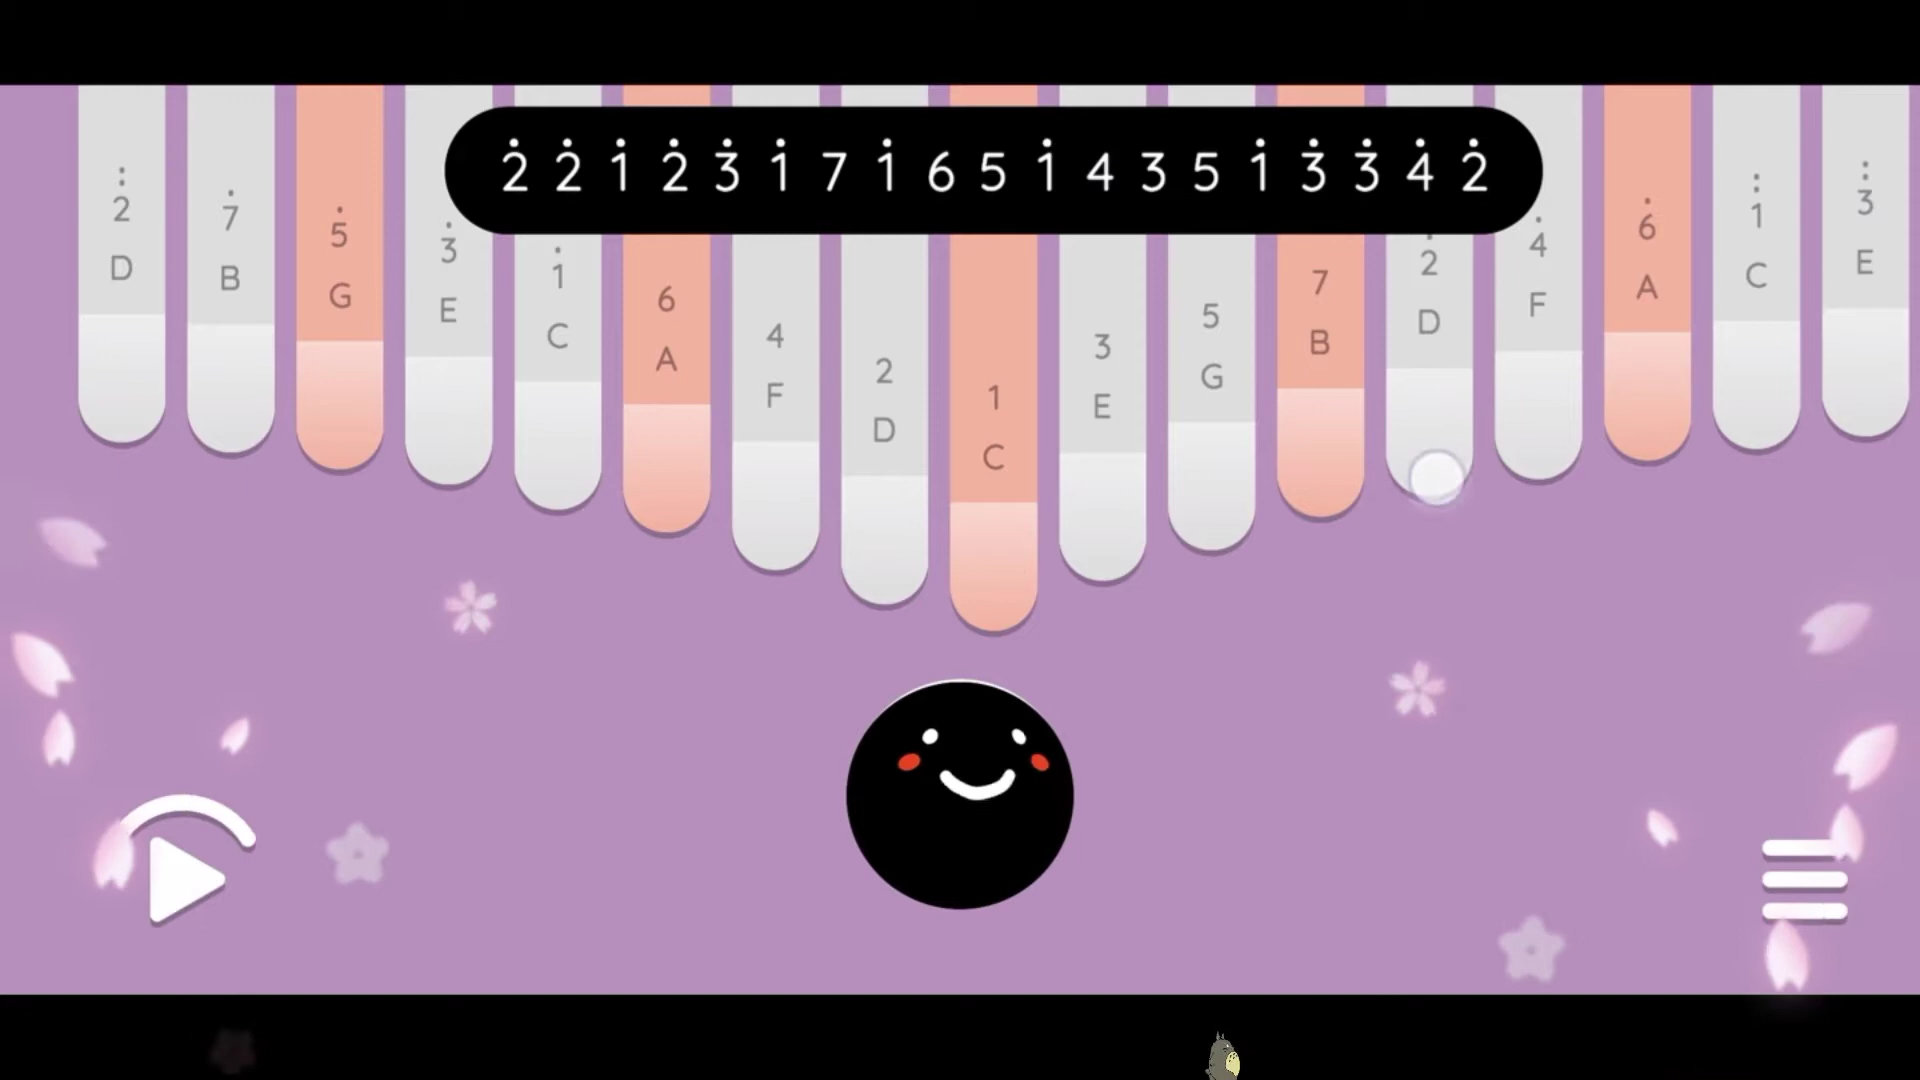 2̇ 2̇ 1̇ 2̇ 3̇ 1̇ 7 1̇ 6 5 1̇ 4 3 5 1̇ 3̇ 3̇ 4̇ 2̇
2̈ D
7̇ B
5̇ G
3̇ E
1̇ C
6 A
4 F
2 D
1 C
3 E
5 G
7 B
2̇ D
4̇ F
6̇ A
1̈ C
3̈ E